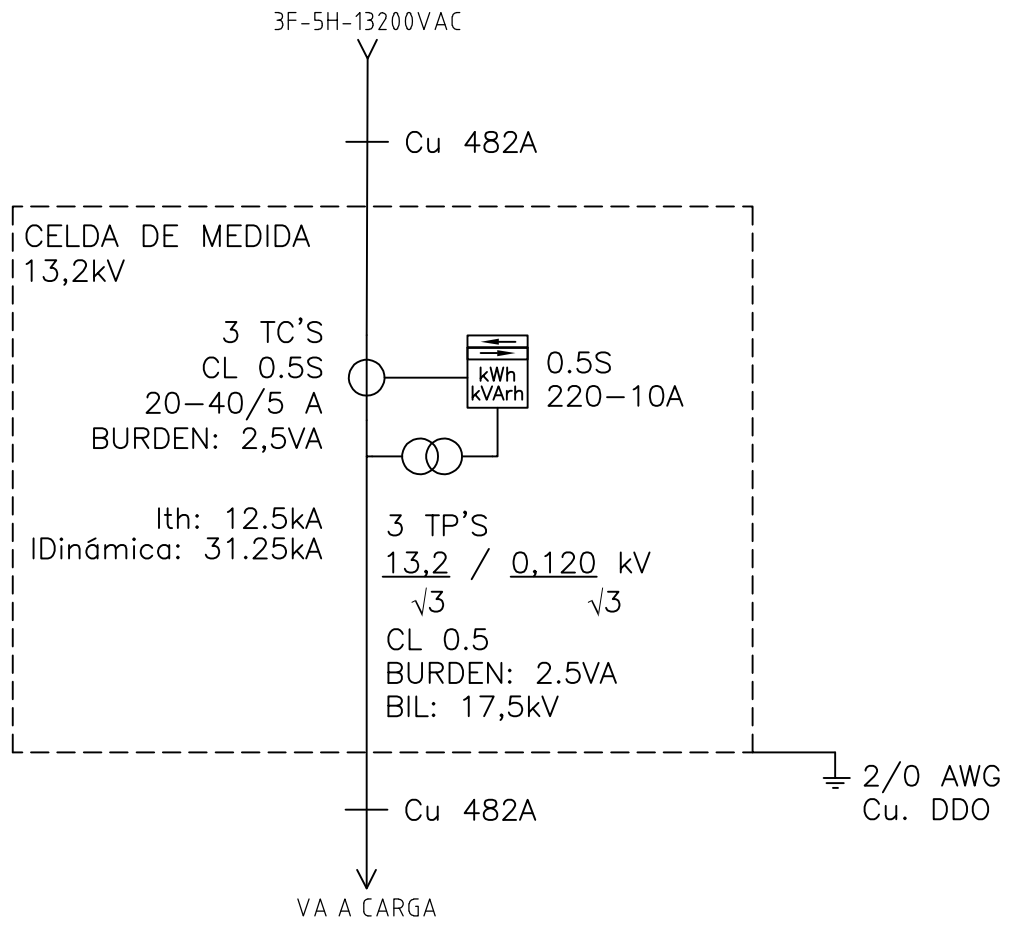 3F-5H-13200VAC
Cu 482A
CELDA DE MEDIDA
13,2kV
3 TC'S
CL 0.5S
20-40/5 A
BURDEN: 2,5VA
kWh
kVArh
0.5S
220-10A
Ith: 12.5kA
IDinámica: 31.25kA
3 TP'S
13,2 / 0,120 kV
√3 √3
CL 0.5
BURDEN: 2.5VA
BIL: 17,5kV
2/0 AWG
Cu. DDO
Cu 482A
VA A CARGA